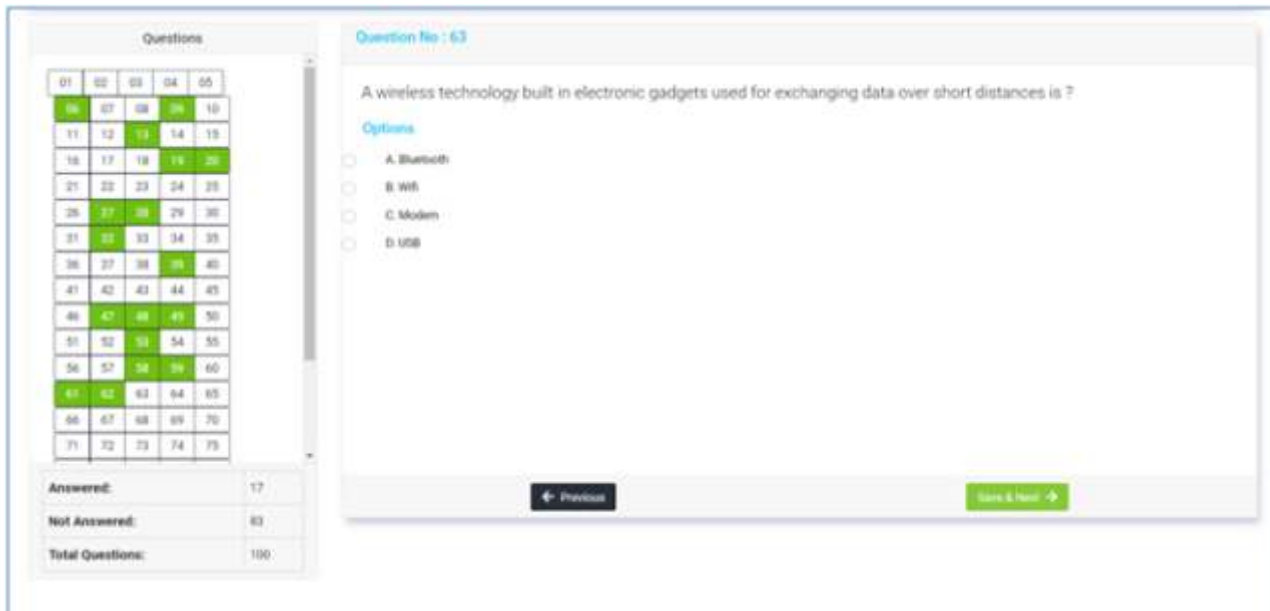 Questions
Question No : 63
01 02 03 04 05
06 07 08 09 10
11 12 13 14 15
16 17 18 19 20
21 22 23 24 25
26 27 28 29 30
31 32 33 34 35
36 37 38 39 40
41 42 43 44 45
46 47 48 49 50
51 52 53 54 55
56 57 58 59 60
61 62 63 64 65
66 67 68 69 70
71 72 73 74 75
Answered: 17
Not Answered: 83
Total Questions: 100
A wireless technology built in electronic gadgets used for exchanging data over short distances is ?
Options
A. Bluetooth
B. Wifi
C. Modem
D. USB
← Previous
Save & Next →